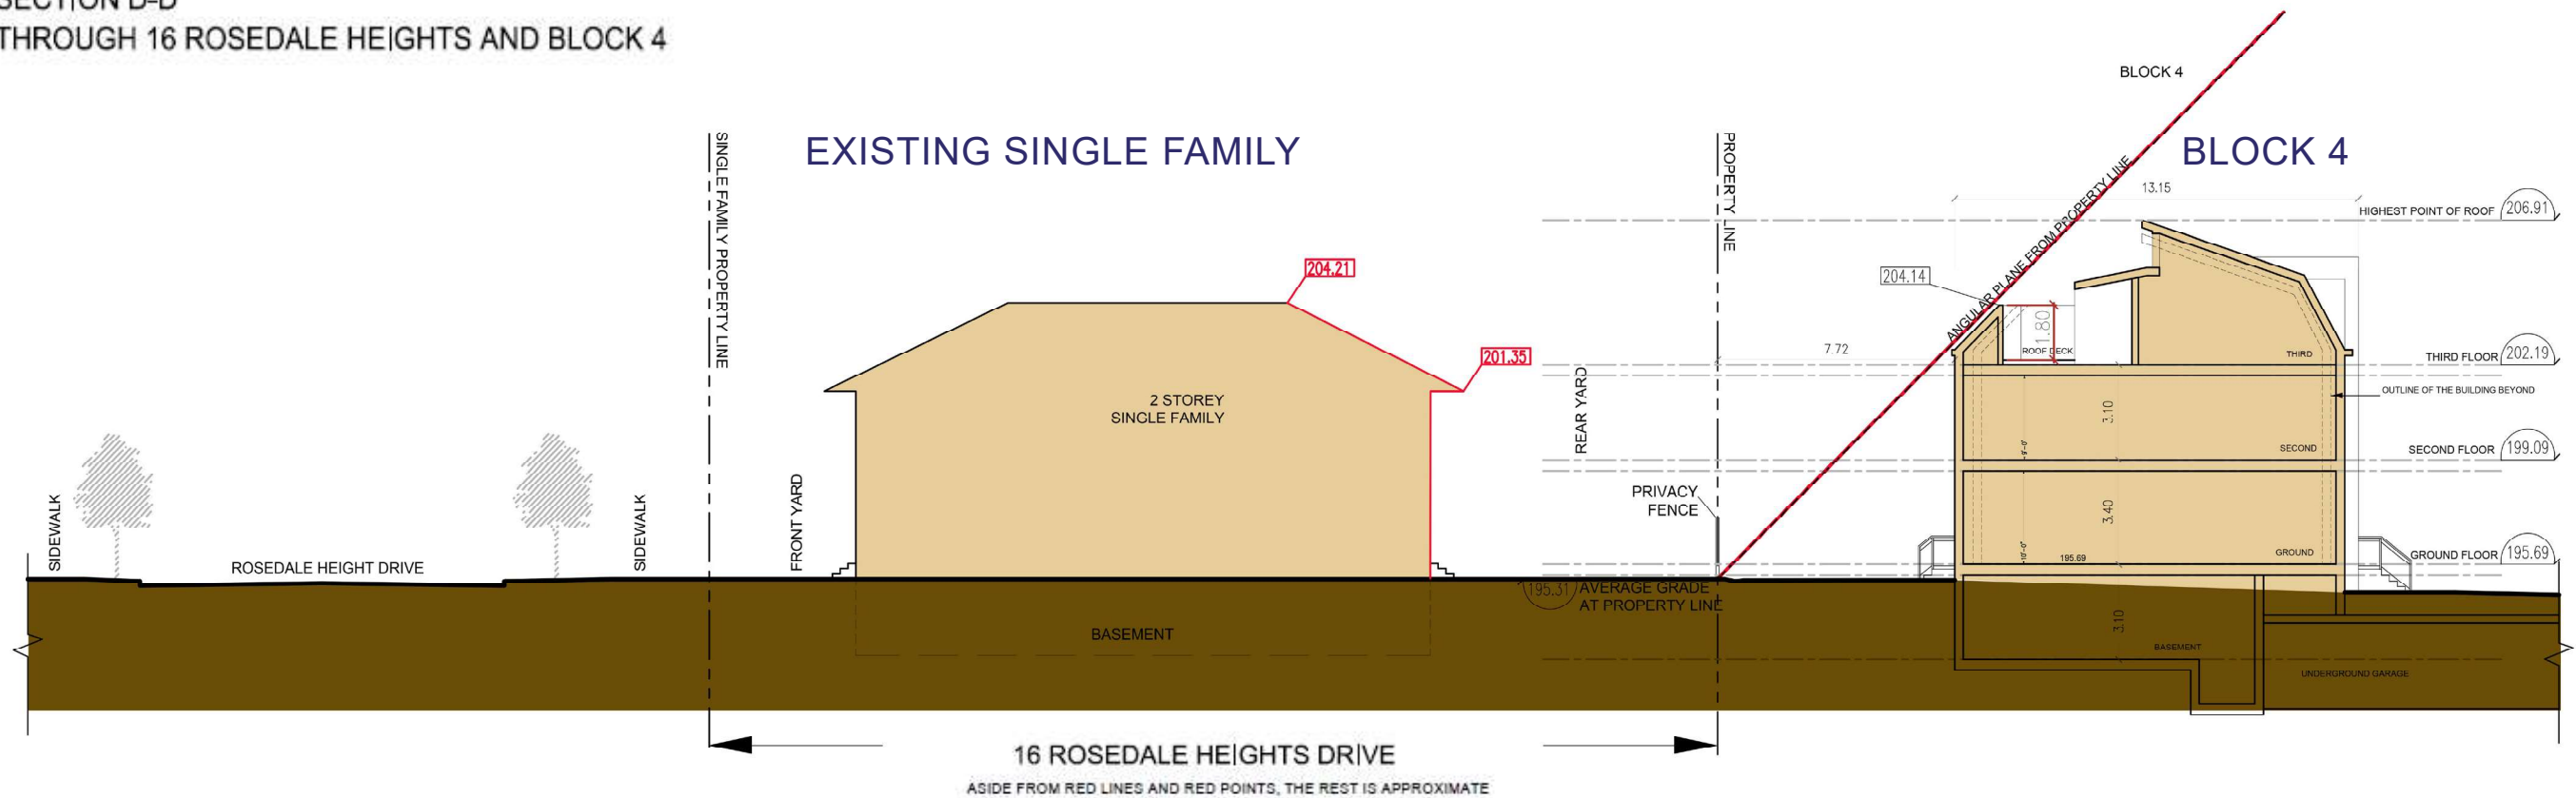 SECTION D-D
THROUGH 16 ROSEDALE HEIGHTS AND BLOCK 4
BLOCK 4
EXISTING SINGLE FAMILY
BLOCK 4
SINGLE FAMILY PROPERTY LINE
PROPERTY LINE
ANGULAR PLANE FROM PROPERTY LINE
13.15
HIGHEST POINT OF ROOF 206.91
204.21
204.14
1.80
ROOF DECK
7.72
201.35
THIRD
THIRD FLOOR 202.19
OUTLINE OF THE BUILDING BEYOND
2 STOREY
SINGLE FAMILY
REAR YARD
3.10
9'-0"
SECOND
SECOND FLOOR 199.09
PRIVACY
FENCE
SIDEWALK
ROSEDALE HEIGHT DRIVE
SIDEWALK
FRONT YARD
3.40
10'-0"
195.69
GROUND
GROUND FLOOR 195.69
195.31 AVERAGE GRADE
AT PROPERTY LINE
BASEMENT
3.10
BASEMENT
UNDERGROUND GARAGE
16 ROSEDALE HEIGHTS DRIVE
ASIDE FROM RED LINES AND RED POINTS, THE REST IS APPROXIMATE